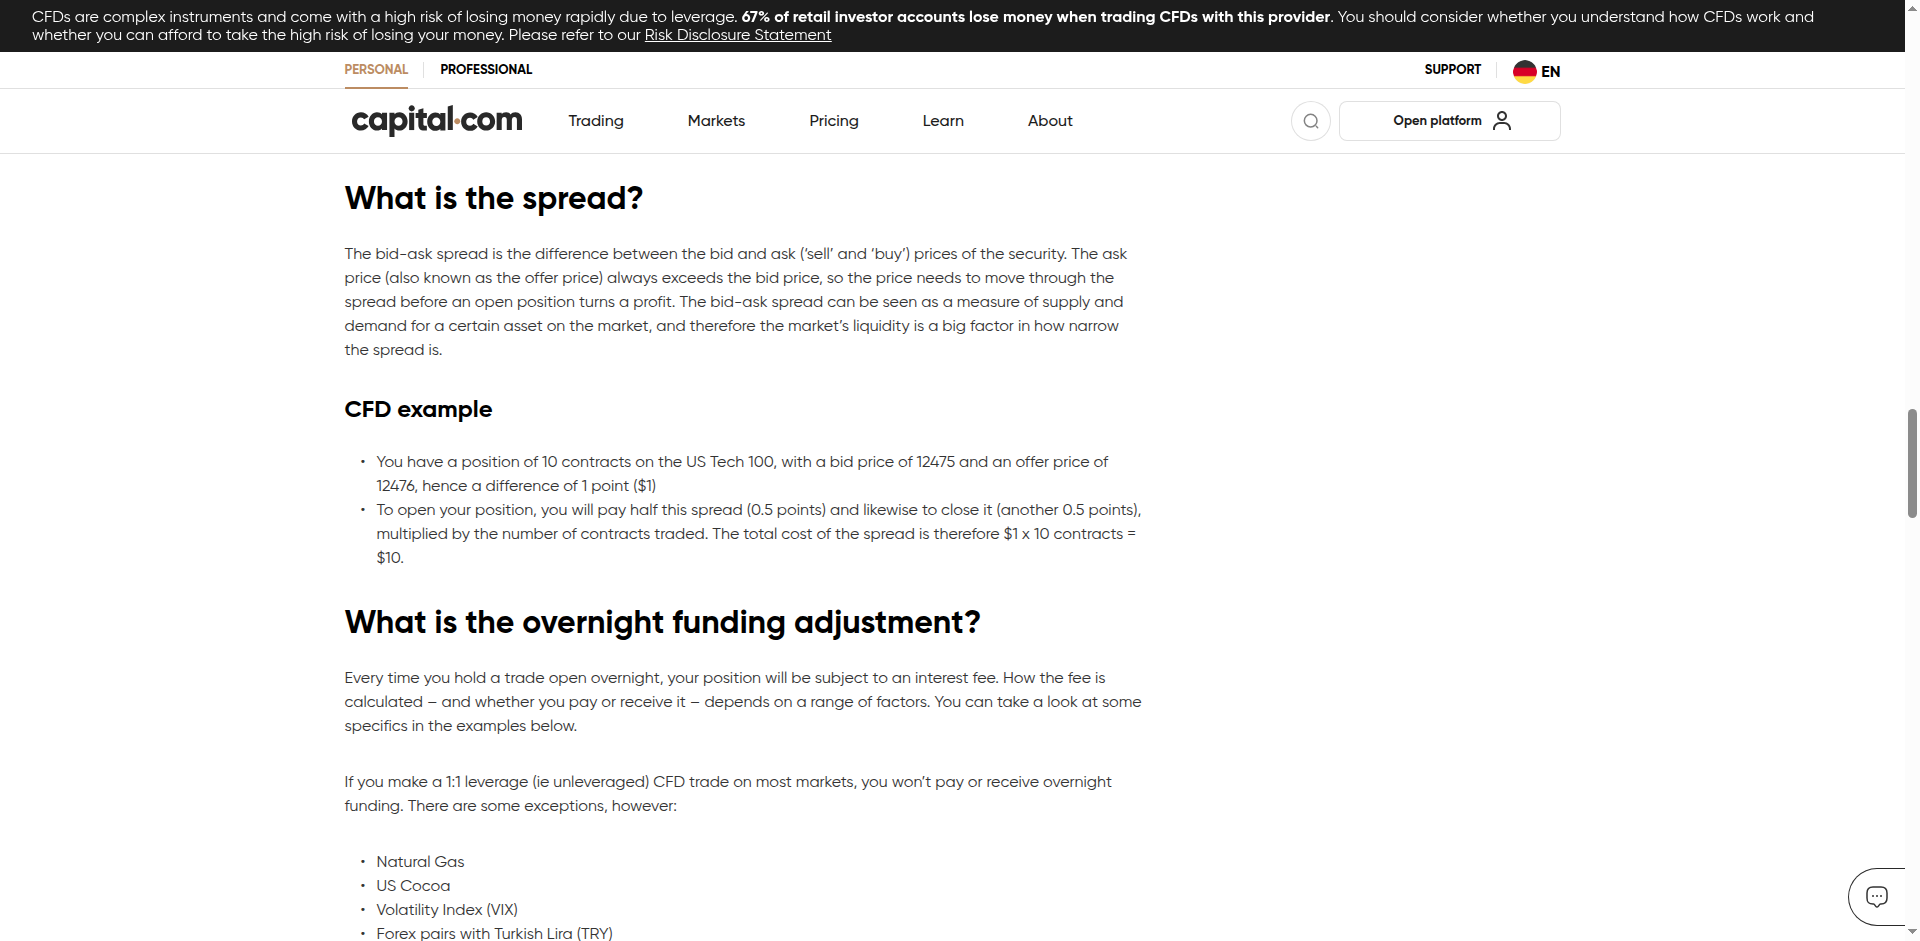 CFDs are complex instruments and come with a high risk of losing money rapidly due to leverage. 67% of retail investor accounts lose money when trading CFDs with this provider. You should consider whether you understand how CFDs work and
whether you can afford to take the high risk of losing your money. Please refer to our Risk Disclosure Statement
PERSONAL PROFESSIONAL SUPPORT EN
capital.com Trading Markets Pricing Learn About Open platform
What is the spread?
The bid-ask spread is the difference between the bid and ask (‘sell’ and ‘buy’) prices of the security. The ask
price (also known as the offer price) always exceeds the bid price, so the price needs to move through the
spread before an open position turns a profit. The bid-ask spread can be seen as a measure of supply and
demand for a certain asset on the market, and therefore the market’s liquidity is a big factor in how narrow
the spread is.
CFD example
• You have a position of 10 contracts on the US Tech 100, with a bid price of 12475 and an offer price of
12476, hence a difference of 1 point ($1)
• To open your position, you will pay half this spread (0.5 points) and likewise to close it (another 0.5 points),
multiplied by the number of contracts traded. The total cost of the spread is therefore $1 x 10 contracts =
$10.
What is the overnight funding adjustment?
Every time you hold a trade open overnight, your position will be subject to an interest fee. How the fee is
calculated – and whether you pay or receive it – depends on a range of factors. You can take a look at some
specifics in the examples below.
If you make a 1:1 leverage (ie unleveraged) CFD trade on most markets, you won’t pay or receive overnight
funding. There are some exceptions, however:
• Natural Gas
• US Cocoa
• Volatility Index (VIX)
• Forex pairs with Turkish Lira (TRY)